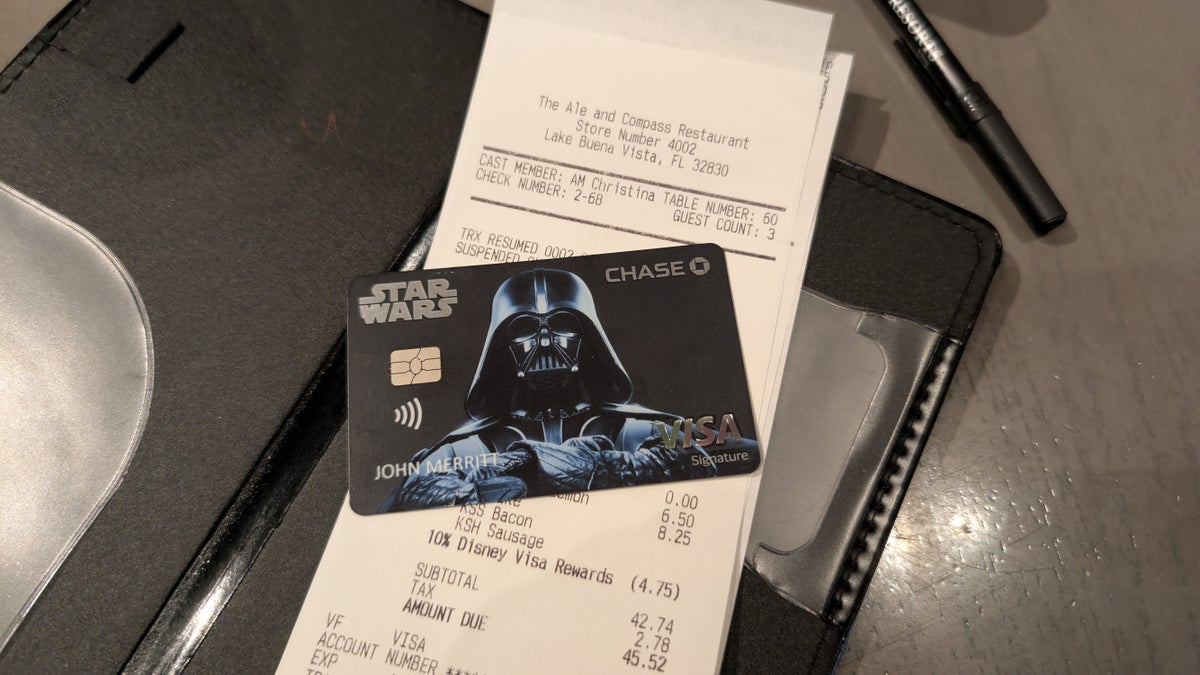 RESORTS
The Ale and Compass Restaurant
Store Number 4002
Lake Buena Vista, FL 32830
CAST MEMBER: AM Christina TABLE NUMBER: 60
CHECK NUMBER: 2-68 GUEST COUNT: 3
TRX RESUMED 0002
SUSPENDED
STAR WARS
CHASE
VISA
Signature
JOHN MERRITT
0.00
KSS Bacon 6.50
KSH Sausage 8.25
10% Disney Visa Rewards (4.75)
SUBTOTAL 42.74
TAX 2.78
AMOUNT DUE 45.52
VF VISA
ACCOUNT NUMBER ****
EXP